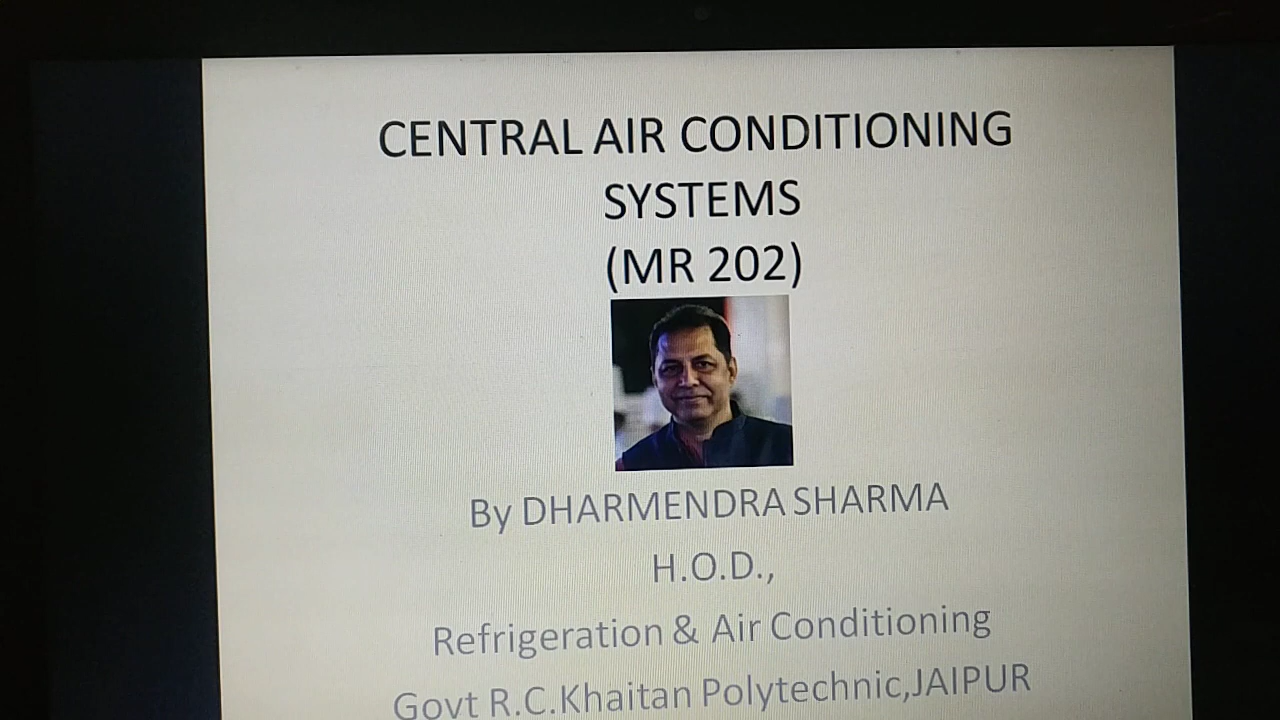 CENTRAL AIR CONDITIONING
SYSTEMS
(MR 202)
By DHARMENDRA SHARMA
H.O.D.,
Refrigeration & Air Conditioning
Govt R.C.Khaitan Polytechnic,JAIPUR